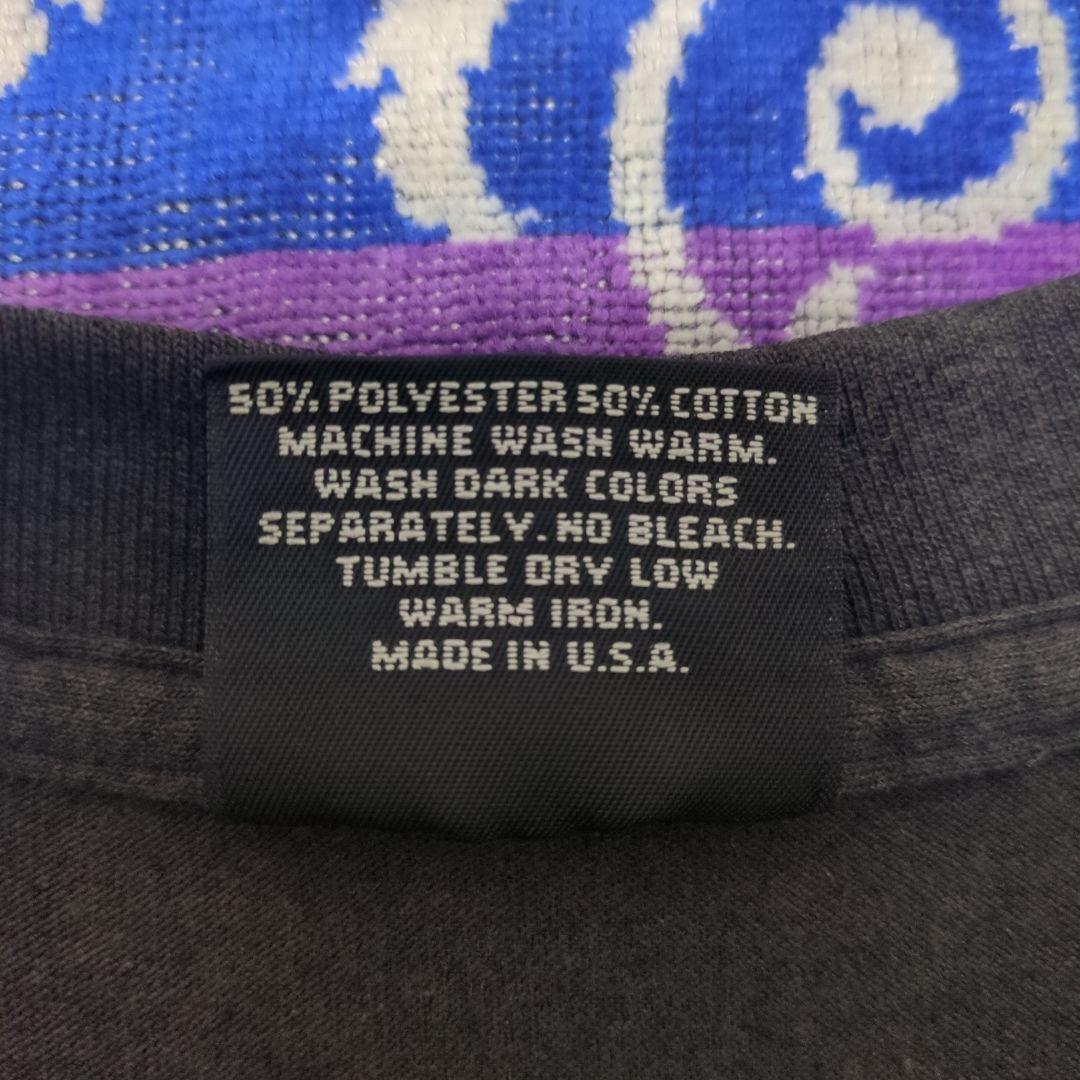 50% POLYESTER 50% COTTON
MACHINE WASH WARM.
WASH DARK COLORS
SEPARATELY. NO BLEACH.
TUMBLE DRY LOW
WARM IRON.
MADE IN U.S.A.